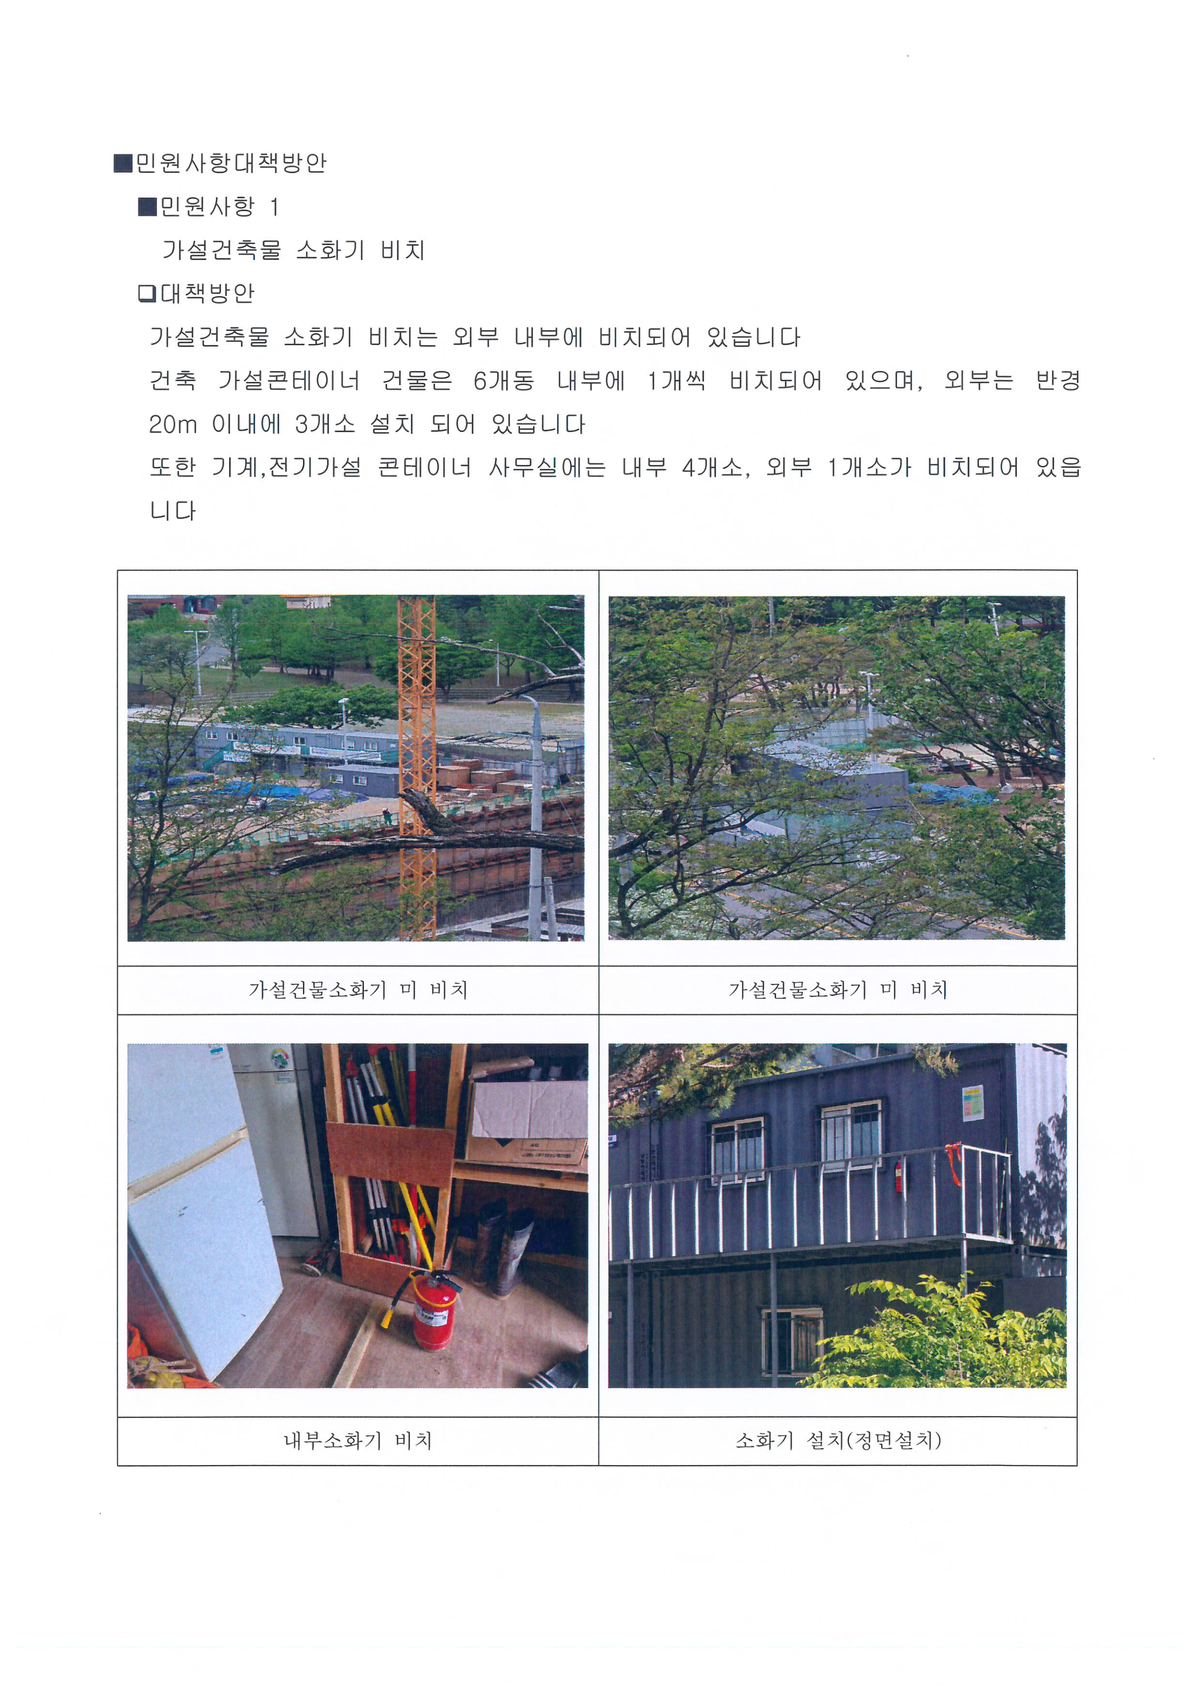 ■민원사항대책방안
■민원사항 1
가설건축물 소화기 비치
❑대책방안
가설건축물 소화기 비치는 외부 내부에 비치되어 있습니다
건축 가설콘테이너 건물은 6개동 내부에 1개씩 비치되어 있으며, 외부는 반경
20m 이내에 3개소 설치 되어 있습니다
또한 기계,전기가설 콘테이너 사무실에는 내부 4개소, 외부 1개소가 비치되어 있읍
니다
가설건물소화기 미 비치
가설건물소화기 미 비치
내부소화기 비치
소화기 설치(정면설치)